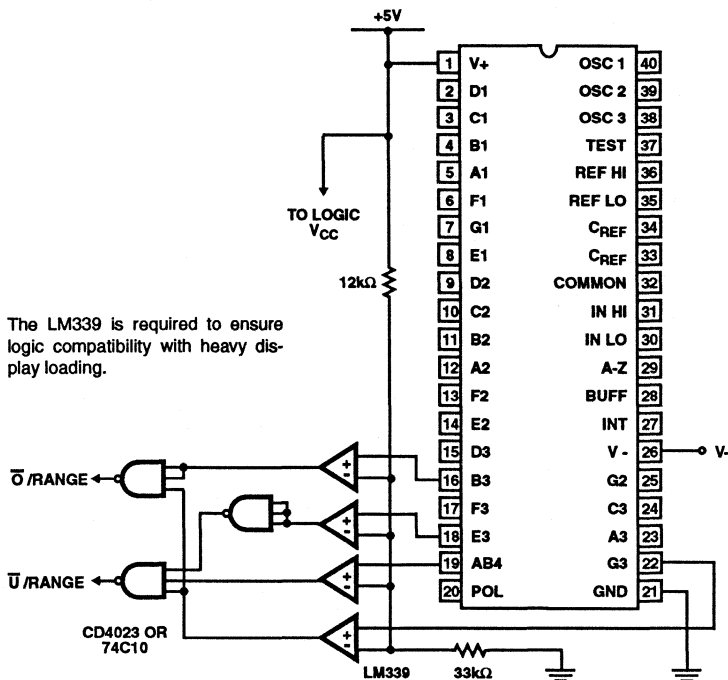 +5V
1 V+ OSC 1 40
2 D1 OSC 2 39
3 C1 OSC 3 38
4 B1 TEST 37
5 A1 REF HI 36
6 F1 REF LO 35
7 G1 CREF 34
8 E1 CREF 33
9 D2 COMMON 32
10 C2 IN HI 31
11 B2 IN LO 30
12 A2 A-Z 29
13 F2 BUFF 28
14 E2 INT 27
15 D3 V - 26 V-
16 B3 G2 25
17 F3 C3 24
18 E3 A3 23
19 AB4 G3 22
20 POL GND 21
TO LOGIC
VCC
12kΩ
The LM339 is required to ensure
logic compatibility with heavy dis-
play loading.
O̅ /RANGE
U̅ /RANGE
+
-
+
-
+
-
+
-
CD4023 OR
74C10
LM339
33kΩ